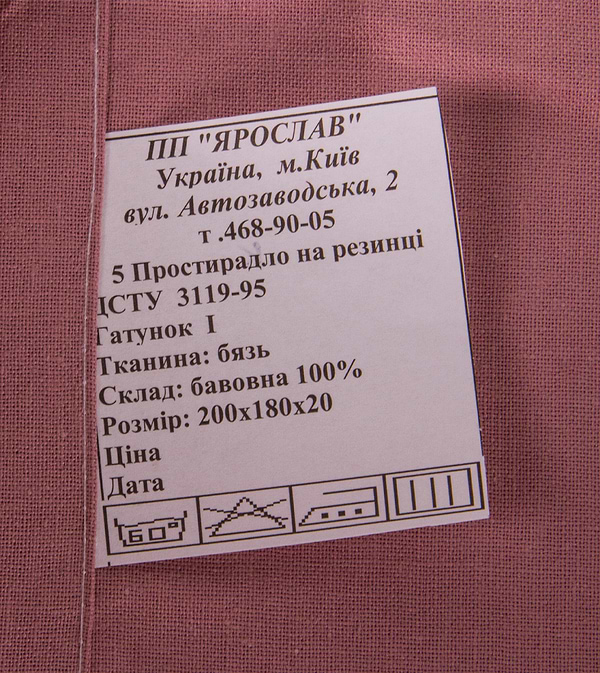 ПП "ЯРОСЛАВ"
Україна, м.Київ
вул. Автозаводська, 2
т .468-90-05
5 Простирадло на резинці
ДСТУ 3119-95
Гатунок I
Тканина: бязь
Склад: бавовна 100%
Розмір: 200х180х20
Ціна
Дата
60°